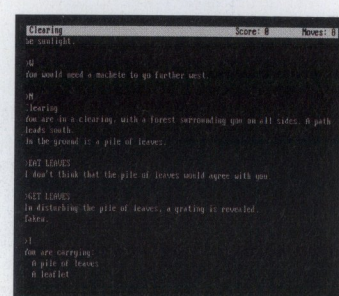 Clearing Score: 0 Moves: 8
be sunlight.
>W
You would need a machete to go further west.
>N
Clearing
You are in a clearing, with a forest surrounding you on all sides. A path
leads south.
On the ground is a pile of leaves.
>EAT LEAVES
I don't think that the pile of leaves would agree with you.
>GET LEAVES
In disturbing the pile of leaves, a grating is revealed.
Taken.
>I
You are carrying:
A pile of leaves
A leaflet